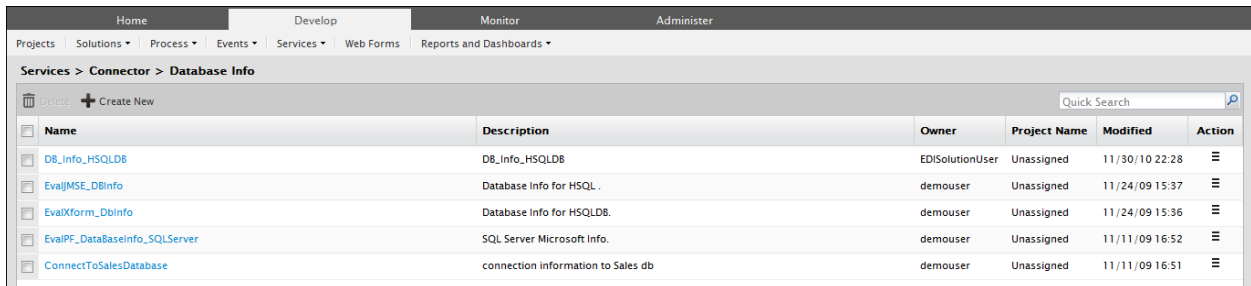 Home Develop Monitor Administer
Projects Solutions Process Events Services Web Forms Reports and Dashboards
Services > Connector > Database Info
Delete Create New Quick Search
Name Description Owner Project Name Modified Action
DB_Info_HSQLDB DB_Info_HSQLDB EDISolutionUser Unassigned 11/30/10 22:28
EvalJMSE_DBInfo Database Info for HSQL . demouser Unassigned 11/24/09 15:37
EvalXform_DbInfo Database Info for HSQLDB. demouser Unassigned 11/24/09 15:36
EvalPF_DataBaseInfo_SQLServer SQL Server Microsoft Info. demouser Unassigned 11/11/09 16:52
ConnectToSalesDatabase connection information to Sales db demouser Unassigned 11/11/09 16:51